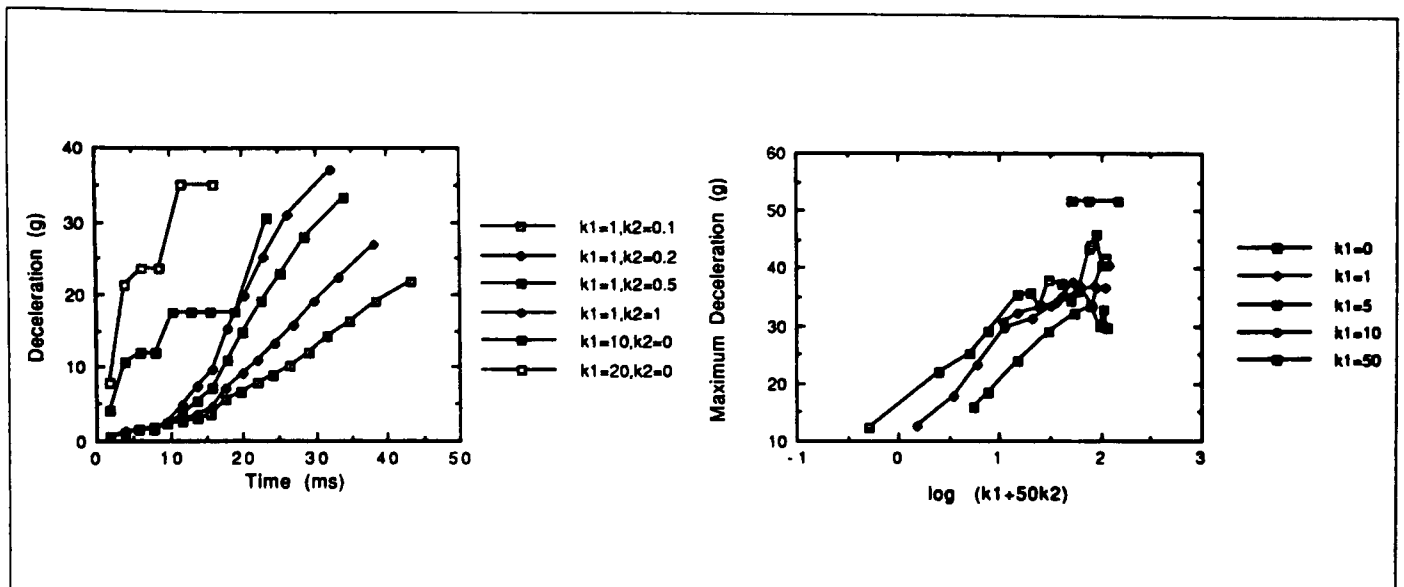 40
30
20
10
0
0
10
20
30
40
50
Deceleration (g)
Time (ms)
k1=1,k2=0.1
k1=1,k2=0.2
k1=1,k2=0.5
k1=1,k2=1
k1=10,k2=0
k1=20,k2=0
60
50
40
30
20
10
-1
0
1
2
3
Maximum Deceleration (g)
log (k1+50k2)
k1=0
k1=1
k1=5
k1=10
k1=50